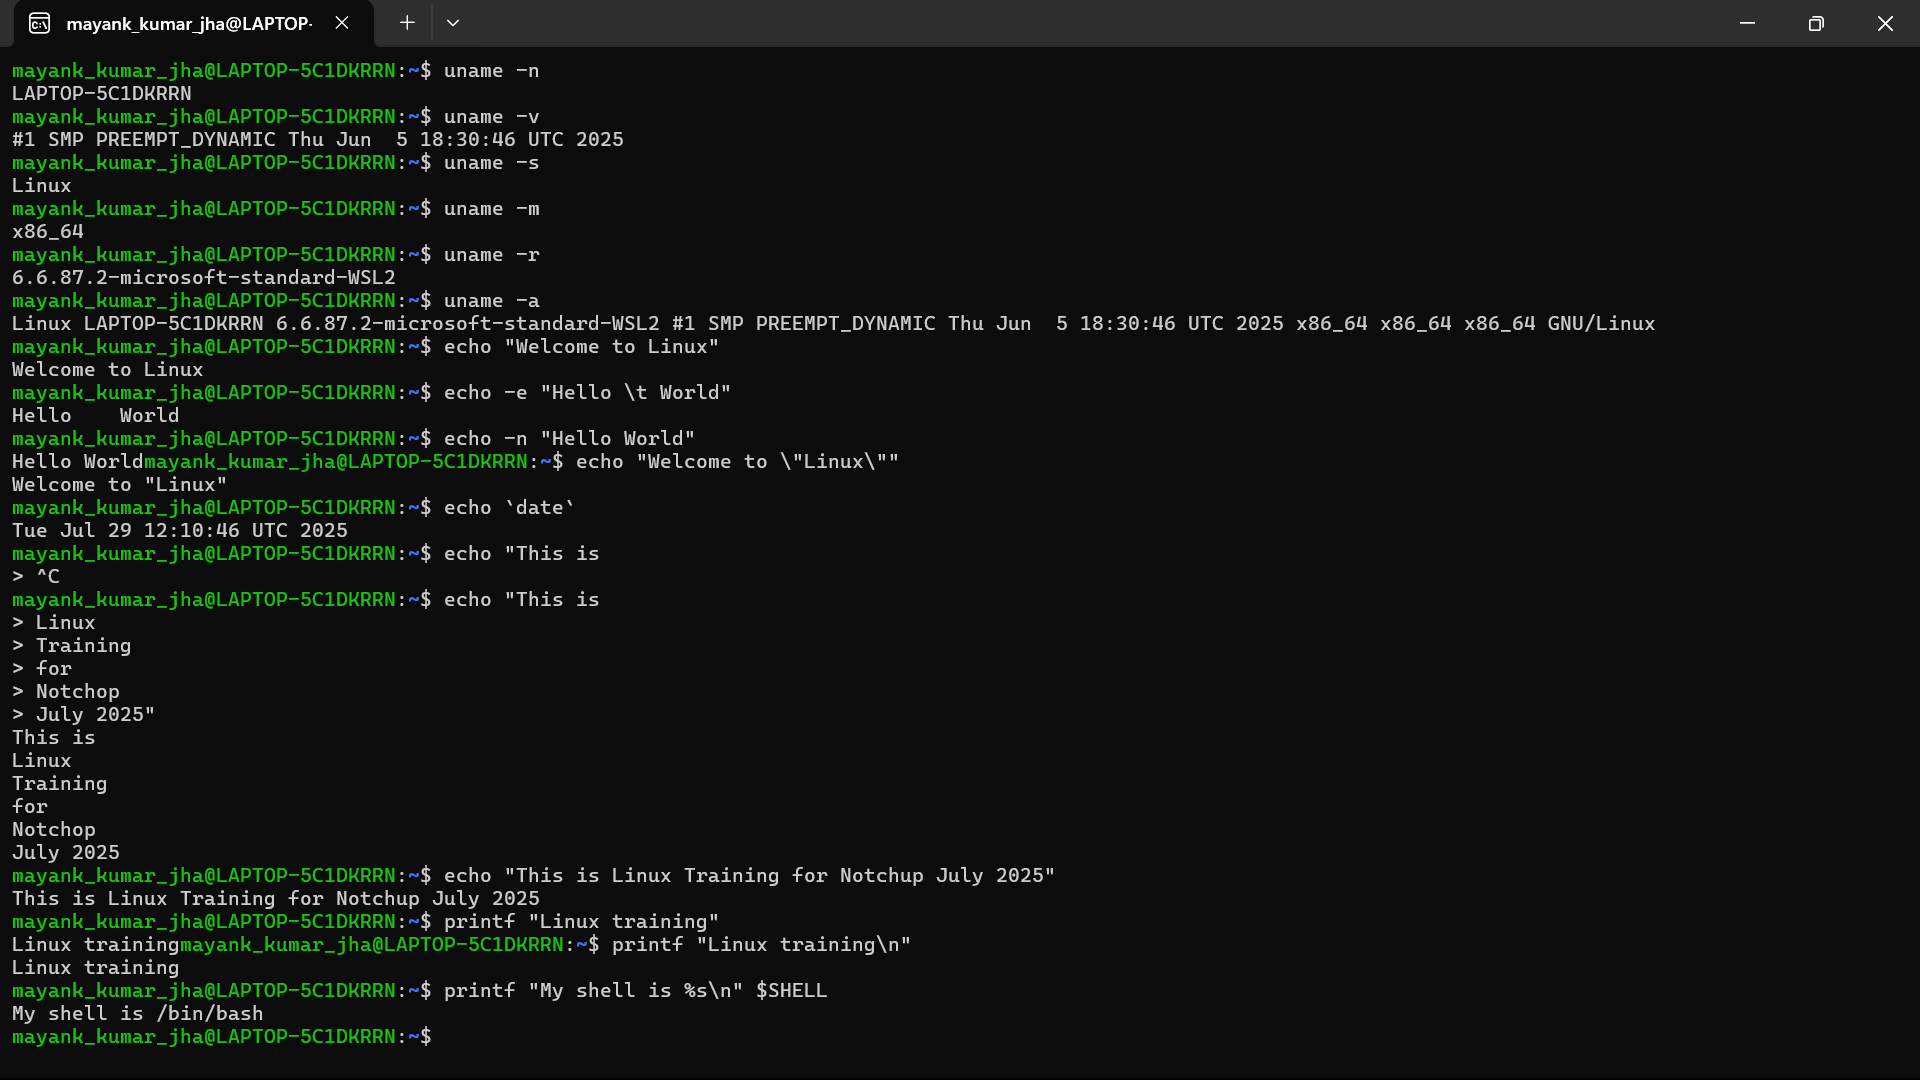 mayank_kumar_jha@LAPTOP-
mayank_kumar_jha@LAPTOP-5C1DKRRN:~$ uname -n
LAPTOP-5C1DKRRN
mayank_kumar_jha@LAPTOP-5C1DKRRN:~$ uname -v
#1 SMP PREEMPT_DYNAMIC Thu Jun  5 18:30:46 UTC 2025
mayank_kumar_jha@LAPTOP-5C1DKRRN:~$ uname -s
Linux
mayank_kumar_jha@LAPTOP-5C1DKRRN:~$ uname -m
x86_64
mayank_kumar_jha@LAPTOP-5C1DKRRN:~$ uname -r
6.6.87.2-microsoft-standard-WSL2
mayank_kumar_jha@LAPTOP-5C1DKRRN:~$ uname -a
Linux LAPTOP-5C1DKRRN 6.6.87.2-microsoft-standard-WSL2 #1 SMP PREEMPT_DYNAMIC Thu Jun  5 18:30:46 UTC 2025 x86_64 x86_64 x86_64 GNU/Linux
mayank_kumar_jha@LAPTOP-5C1DKRRN:~$ echo "Welcome to Linux"
Welcome to Linux
mayank_kumar_jha@LAPTOP-5C1DKRRN:~$ echo -e "Hello \t World"
Hello    World
mayank_kumar_jha@LAPTOP-5C1DKRRN:~$ echo -n "Hello World"
Hello Worldmayank_kumar_jha@LAPTOP-5C1DKRRN:~$ echo "Welcome to \"Linux\""
Welcome to "Linux"
mayank_kumar_jha@LAPTOP-5C1DKRRN:~$ echo `date`
Tue Jul 29 12:10:46 UTC 2025
mayank_kumar_jha@LAPTOP-5C1DKRRN:~$ echo "This is
> ^C
mayank_kumar_jha@LAPTOP-5C1DKRRN:~$ echo "This is
> Linux
> Training
> for
> Notchop
> July 2025"
This is
Linux
Training
for
Notchop
July 2025
mayank_kumar_jha@LAPTOP-5C1DKRRN:~$ echo "This is Linux Training for Notchup July 2025"
This is Linux Training for Notchup July 2025
mayank_kumar_jha@LAPTOP-5C1DKRRN:~$ printf "Linux training"
Linux trainingmayank_kumar_jha@LAPTOP-5C1DKRRN:~$ printf "Linux training\n"
Linux training
mayank_kumar_jha@LAPTOP-5C1DKRRN:~$ printf "My shell is %s\n" $SHELL
My shell is /bin/bash
mayank_kumar_jha@LAPTOP-5C1DKRRN:~$